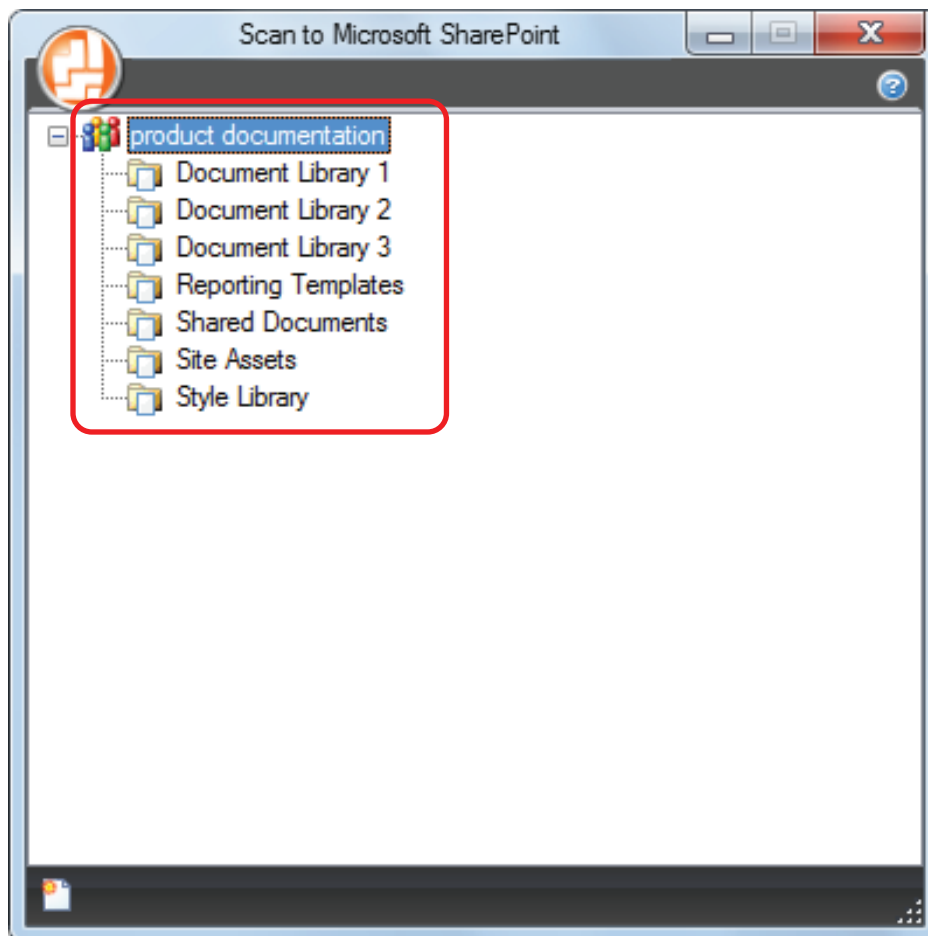 Scan to Microsoft SharePoint
product documentation
Document Library 1
Document Library 2
Document Library 3
Reporting Templates
Shared Documents
Site Assets
Style Library